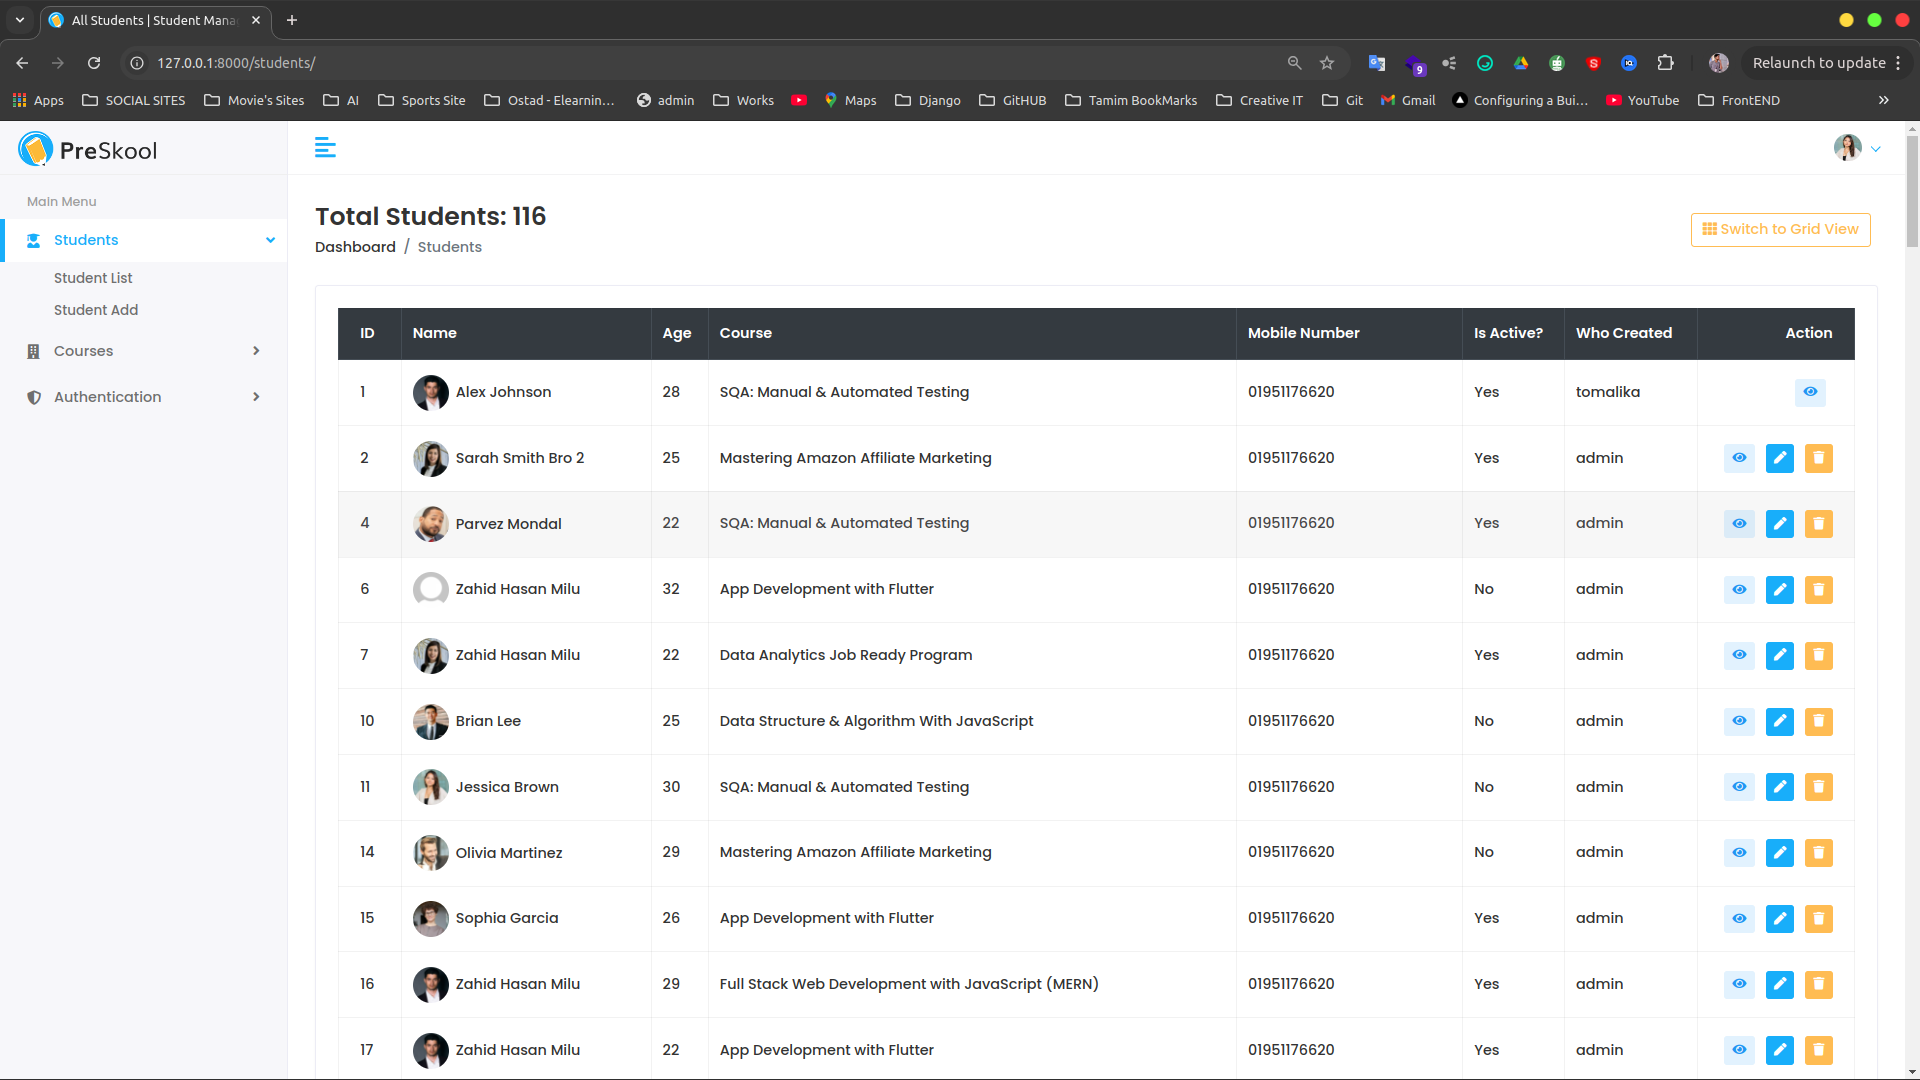 All Students | Student Mana
127.0.0.1:8000/students/
9
Relaunch to update
Apps
SOCIAL SITES
Movie's Sites
AI
Sports Site
Ostad - Elearnin...
admin
Works
Maps
Django
GitHUB
Tamim BookMarks
Creative IT
Git
Gmail
Configuring a Bui...
YouTube
FrontEND
PreSkool
Main Menu
Students
Student List
Student Add
Courses
Authentication
Total Students: 116
Dashboard / Students
Switch to Grid View
ID Name Age Course Mobile Number Is Active? Who Created Action
1 Alex Johnson 28 SQA: Manual & Automated Testing 01951176620 Yes tomalika
2 Sarah Smith Bro 2 25 Mastering Amazon Affiliate Marketing 01951176620 Yes admin
4 Parvez Mondal 22 SQA: Manual & Automated Testing 01951176620 Yes admin
6 Zahid Hasan Milu 32 App Development with Flutter 01951176620 No admin
7 Zahid Hasan Milu 22 Data Analytics Job Ready Program 01951176620 Yes admin
10 Brian Lee 25 Data Structure & Algorithm With JavaScript 01951176620 No admin
11 Jessica Brown 30 SQA: Manual & Automated Testing 01951176620 No admin
14 Olivia Martinez 29 Mastering Amazon Affiliate Marketing 01951176620 No admin
15 Sophia Garcia 26 App Development with Flutter 01951176620 Yes admin
16 Zahid Hasan Milu 29 Full Stack Web Development with JavaScript (MERN) 01951176620 Yes admin
17 Zahid Hasan Milu 22 App Development with Flutter 01951176620 Yes admin